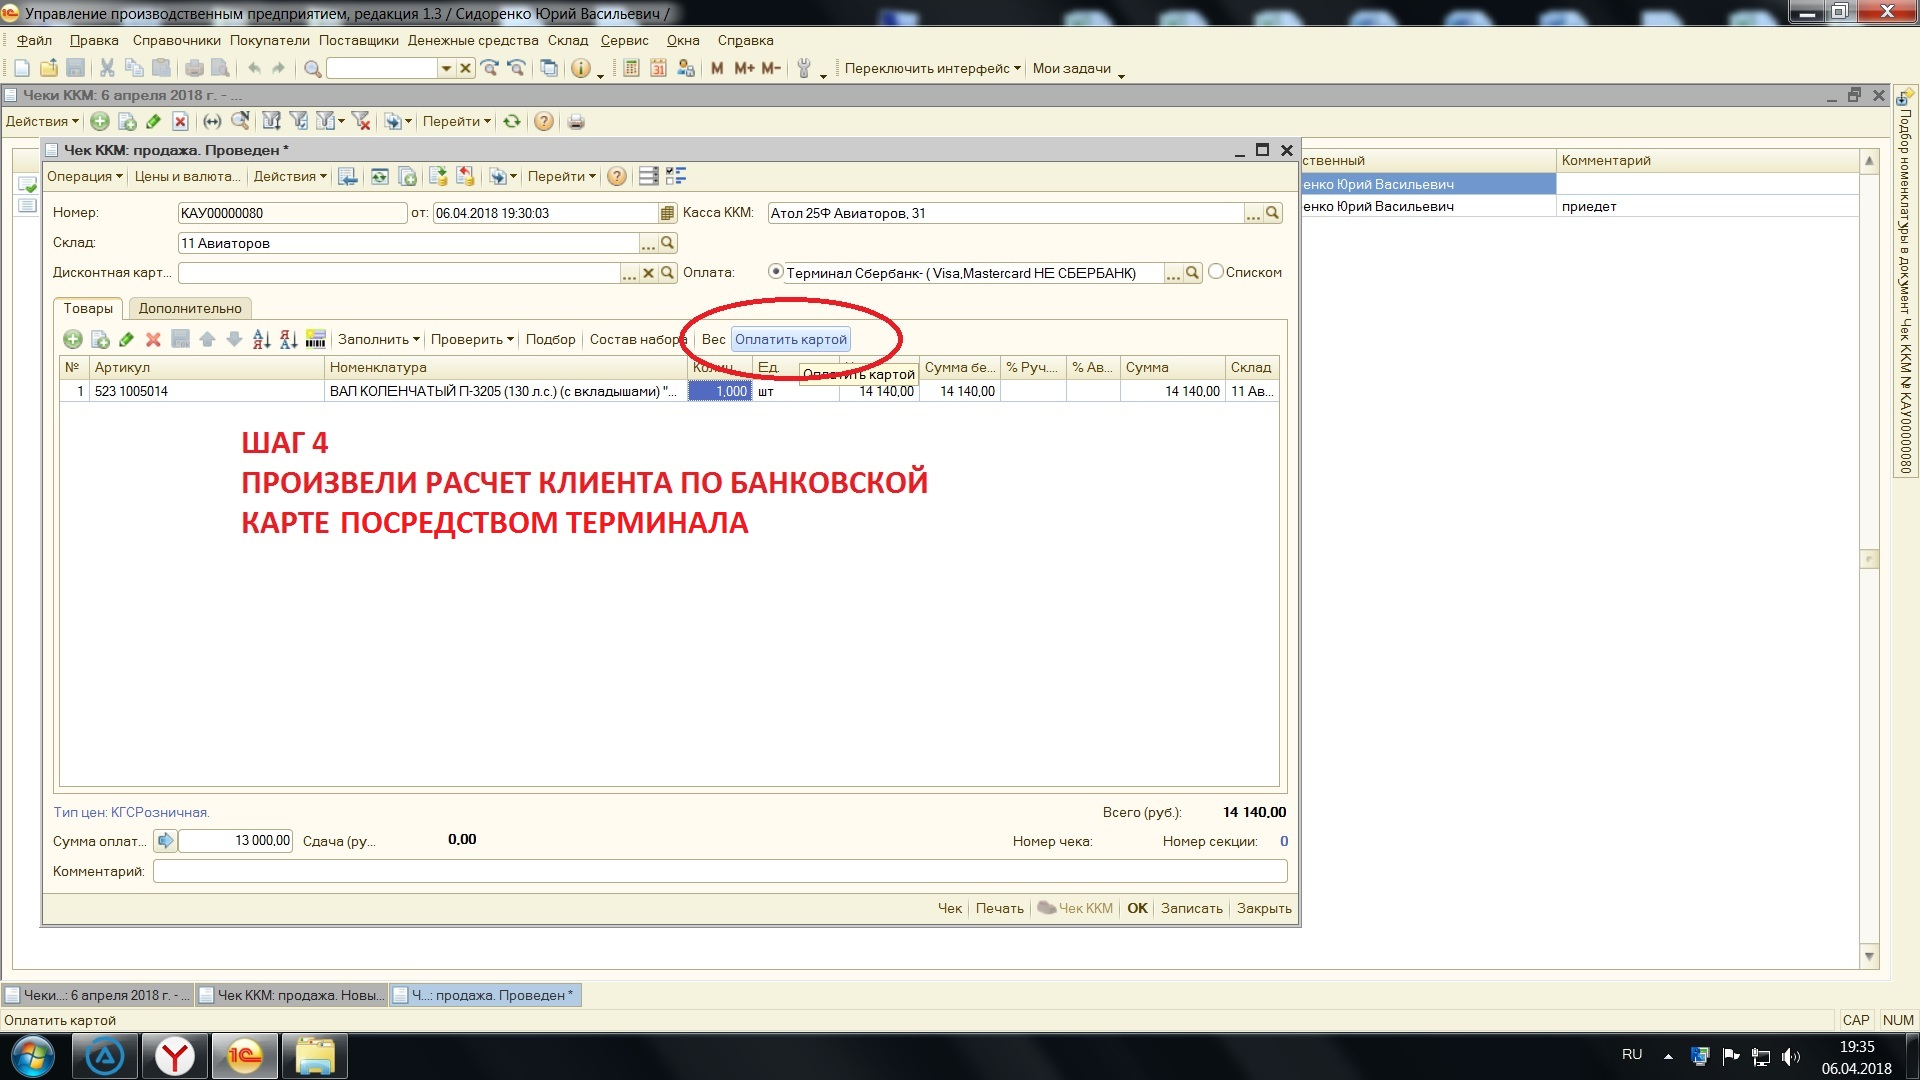 Управление производственным предприятием, редакция 1.3 / Сидоренко Юрий Васильевич /
Файл Правка Справочники Покупатели Поставщики Денежные средства Склад Сервис Окна Справка
M M+ M- Переключить интерфейс Мои задачи
Чеки ККМ: 6 апреля 2018 г. - ...
Действия Перейти
Чек ККМ: продажа. Проведен *
Операция Цены и валюта... Действия Перейти
ственный Комментарий
енко Юрий Васильевич
енко Юрий Васильевич приедет
Номер: КАУ00000080 от: 06.04.2018 19:30:03 Касса ККМ: Атол 25Ф Авиаторов, 31
Склад: 11 Авиаторов
Дисконтная карт... Оплата: Терминал Сбербанк- ( Visa,Mastercard НЕ СБЕРБАНК) Списком
Товары Дополнительно
Заполнить Проверить Подбор Состав набора Вес Оплатить картой
№ Артикул Номенклатура Ед. Сумма бе... % Руч.... % Ав... Сумма Склад
Оплатить картой
1 523 1005014 ВАЛ КОЛЕНЧАТЫЙ П-3205 (130 л.с.) (с вкладышами) "... 1,000 шт 14 140,00 14 140,00 14 140,00 11 Ав...
ШАГ 4
ПРОИЗВЕЛИ РАСЧЕТ КЛИЕНТА ПО БАНКОВСКОЙ
КАРТЕ ПОСРЕДСТВОМ ТЕРМИНАЛА
Тип цен: КГСРозничная. Всего (руб.): 14 140,00
Сумма оплат... 13 000,00 Сдача (ру... 0.00 Номер чека: Номер секции: 0
Комментарий:
Чек Печать Чек ККМ OK Записать Закрыть
Подбор номенклатуры в документ Чек ККМ № КАУ00000080
Чеки...: 6 апреля 2018 г. - ... Чек ККМ: продажа. Новы... Ч...: продажа. Проведен *
Оплатить картой CAP NUM
RU 19:35
06.04.2018